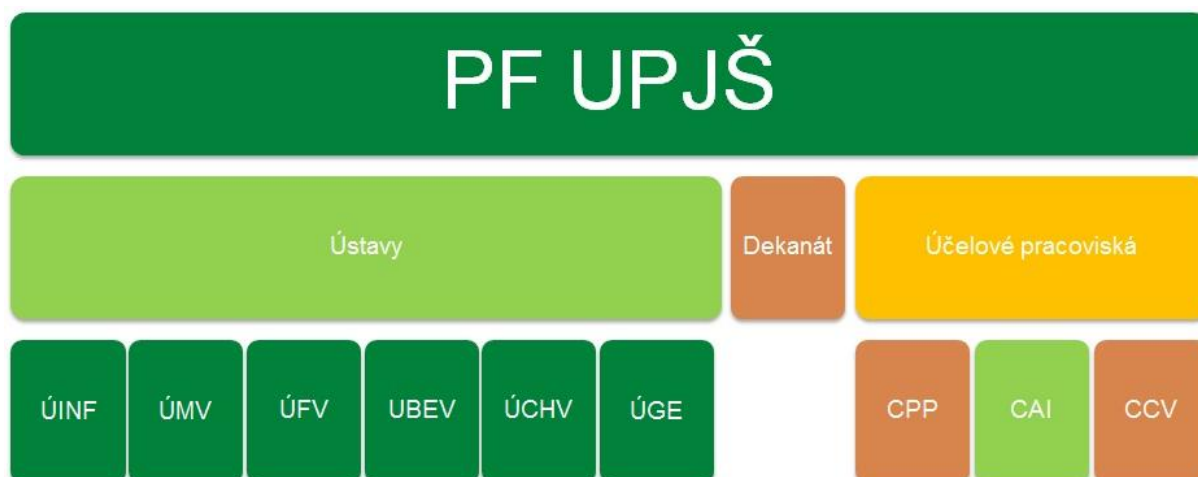 PF UPJŠ
Ústavy
Dekanát
Účelové pracoviská
ÚINF
ÚMV
ÚFV
UBEV
ÚCHV
ÚGE
CPP
CAI
CCV